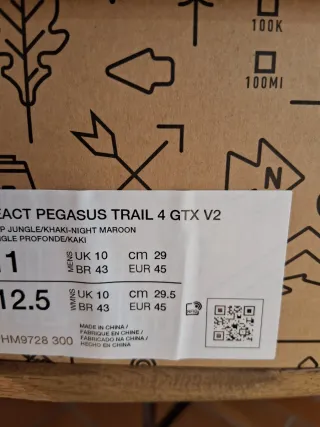 100K
100MI
N
EACT PEGASUS TRAIL 4 GTX V2
P JUNGLE/KHAKI-NIGHT MAROON
NGLE PROFONDE/KAKI
11 MENS UK 10 cm 29
BR 43 EUR 45
12.5 WMNS UK 10 cm 29.5
BR 43 EUR 45
MADE IN CHINA /
FABRIQUE EN CHINE /
FABRICADO NA CHINA /
HECHO EN CHINA
HM9728 300